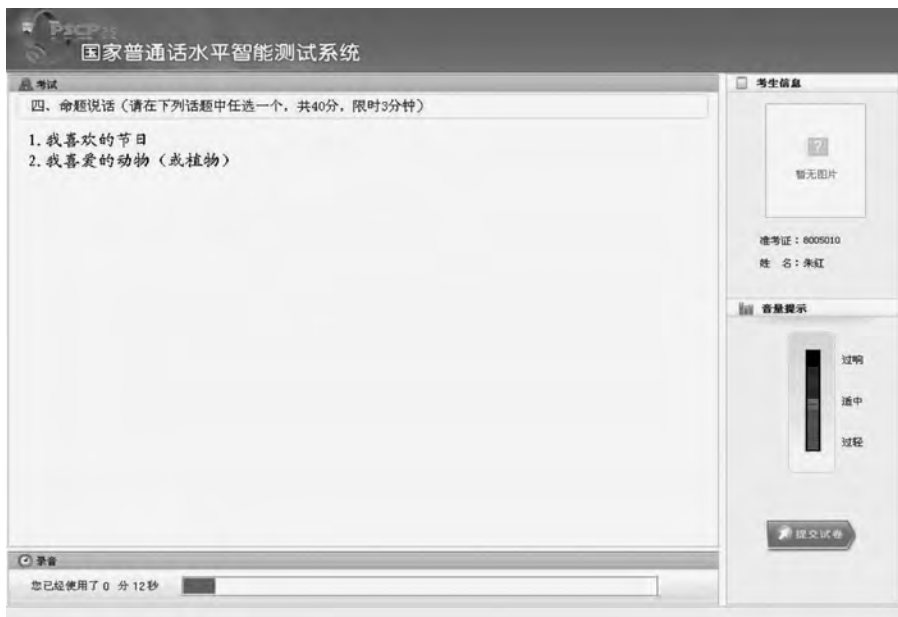 PSCP
国家普通话水平智能测试系统
考试
四、命题说话（请在下列话题中任选一个，共40分，限时3分钟）
1.我喜欢的节日
2.我喜爱的动物（或植物）
录音
您已经使用了 0 分 12秒
考生信息
?
暂无图片
准考证：8005010
姓 名：朱红
音量提示
过响
适中
过轻
提交试卷